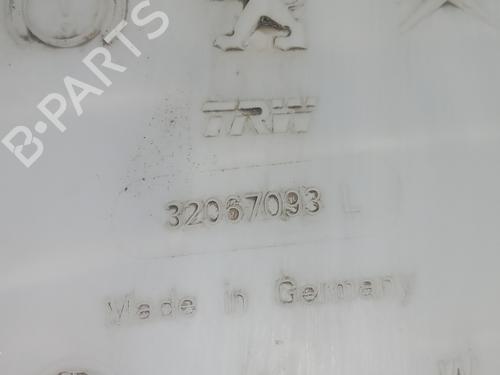 B-PARTS
TRW
32067093 L
Made in Germany